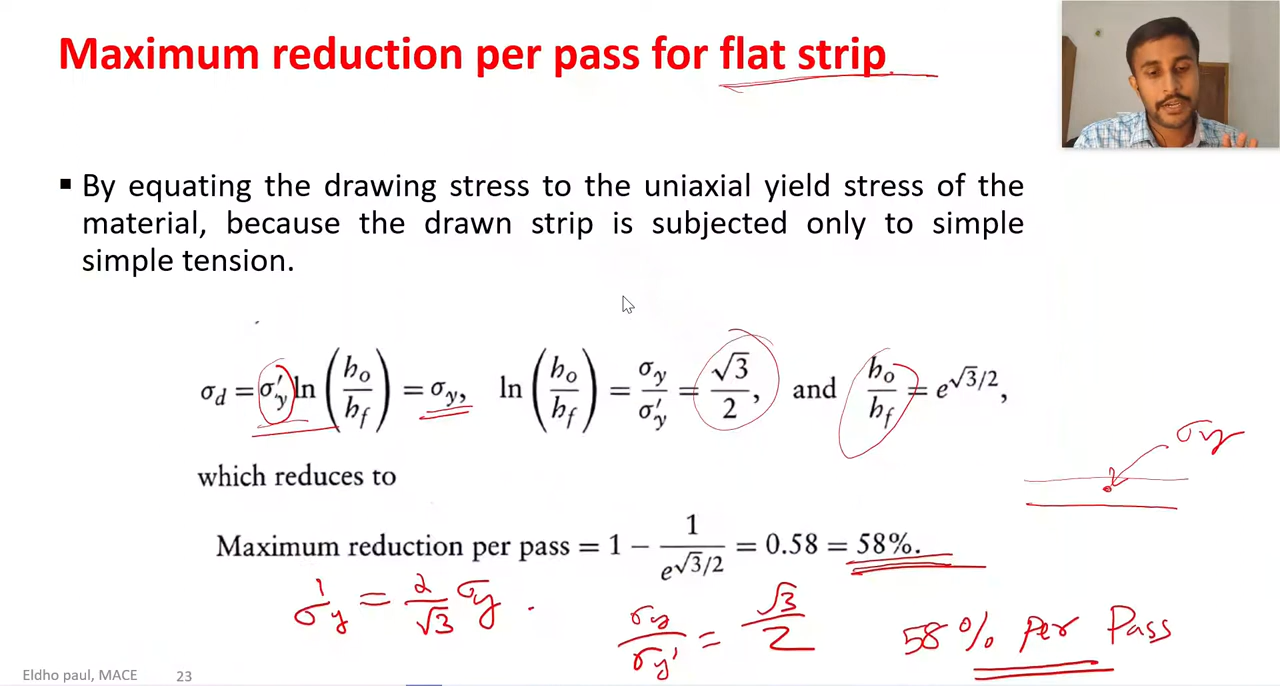 Maximum reduction per pass for flat strip
▪ By equating the drawing stress to the uniaxial yield stress of the
material, because the drawn strip is subjected only to simple
simple tension.
σd = σ′y ln (ho/hf) = σy, ln (ho/hf) = σy/σ′y = √3/2, and ho/hf = e^√3/2,
σy
which reduces to
Maximum reduction per pass = 1 − 1/e^√3/2 = 0.58 = 58%.
σ′y = 2/√3 σy .
σy/σy′ = √3/2
58% per Pass
Eldho paul, MACE 23